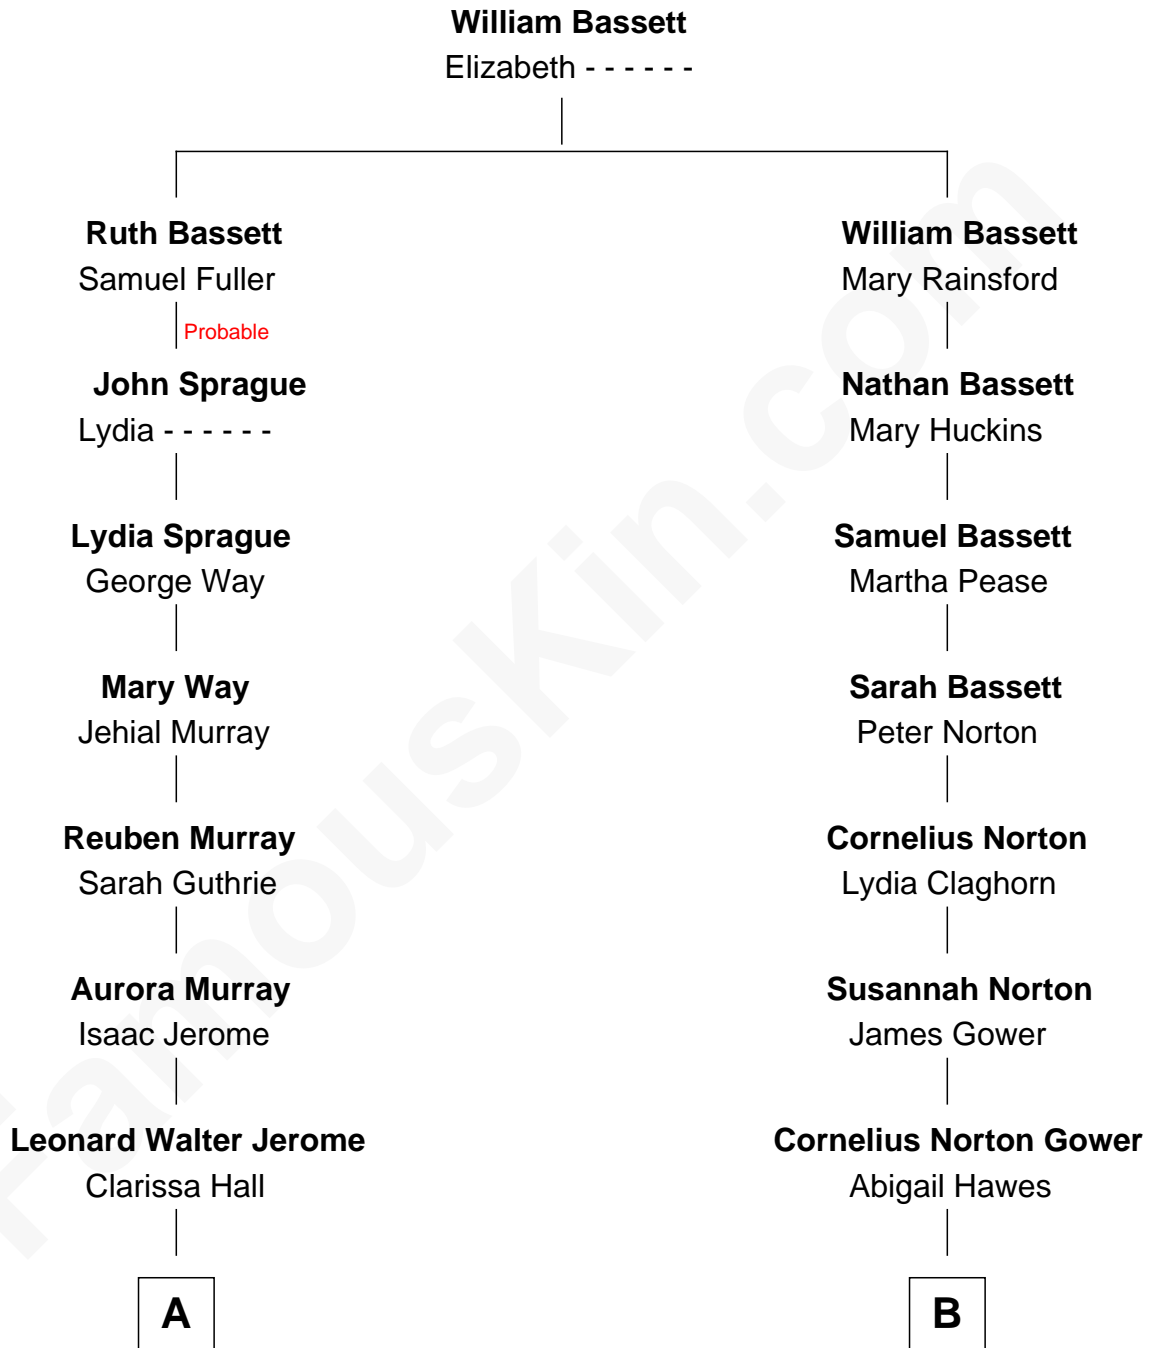 William Bassett
Elizabeth - - - - - -
Ruth Bassett
Samuel Fuller
Probable
John Sprague
Lydia - - - - - -
Lydia Sprague
George Way
Mary Way
Jehial Murray
Reuben Murray
Sarah Guthrie
Aurora Murray
Isaac Jerome
Leonard Walter Jerome
Clarissa Hall
A
William Bassett
Mary Rainsford
Nathan Bassett
Mary Huckins
Samuel Bassett
Martha Pease
Sarah Bassett
Peter Norton
Cornelius Norton
Lydia Claghorn
Susannah Norton
James Gower
Cornelius Norton Gower
Abigail Hawes
B
FamousKin.com